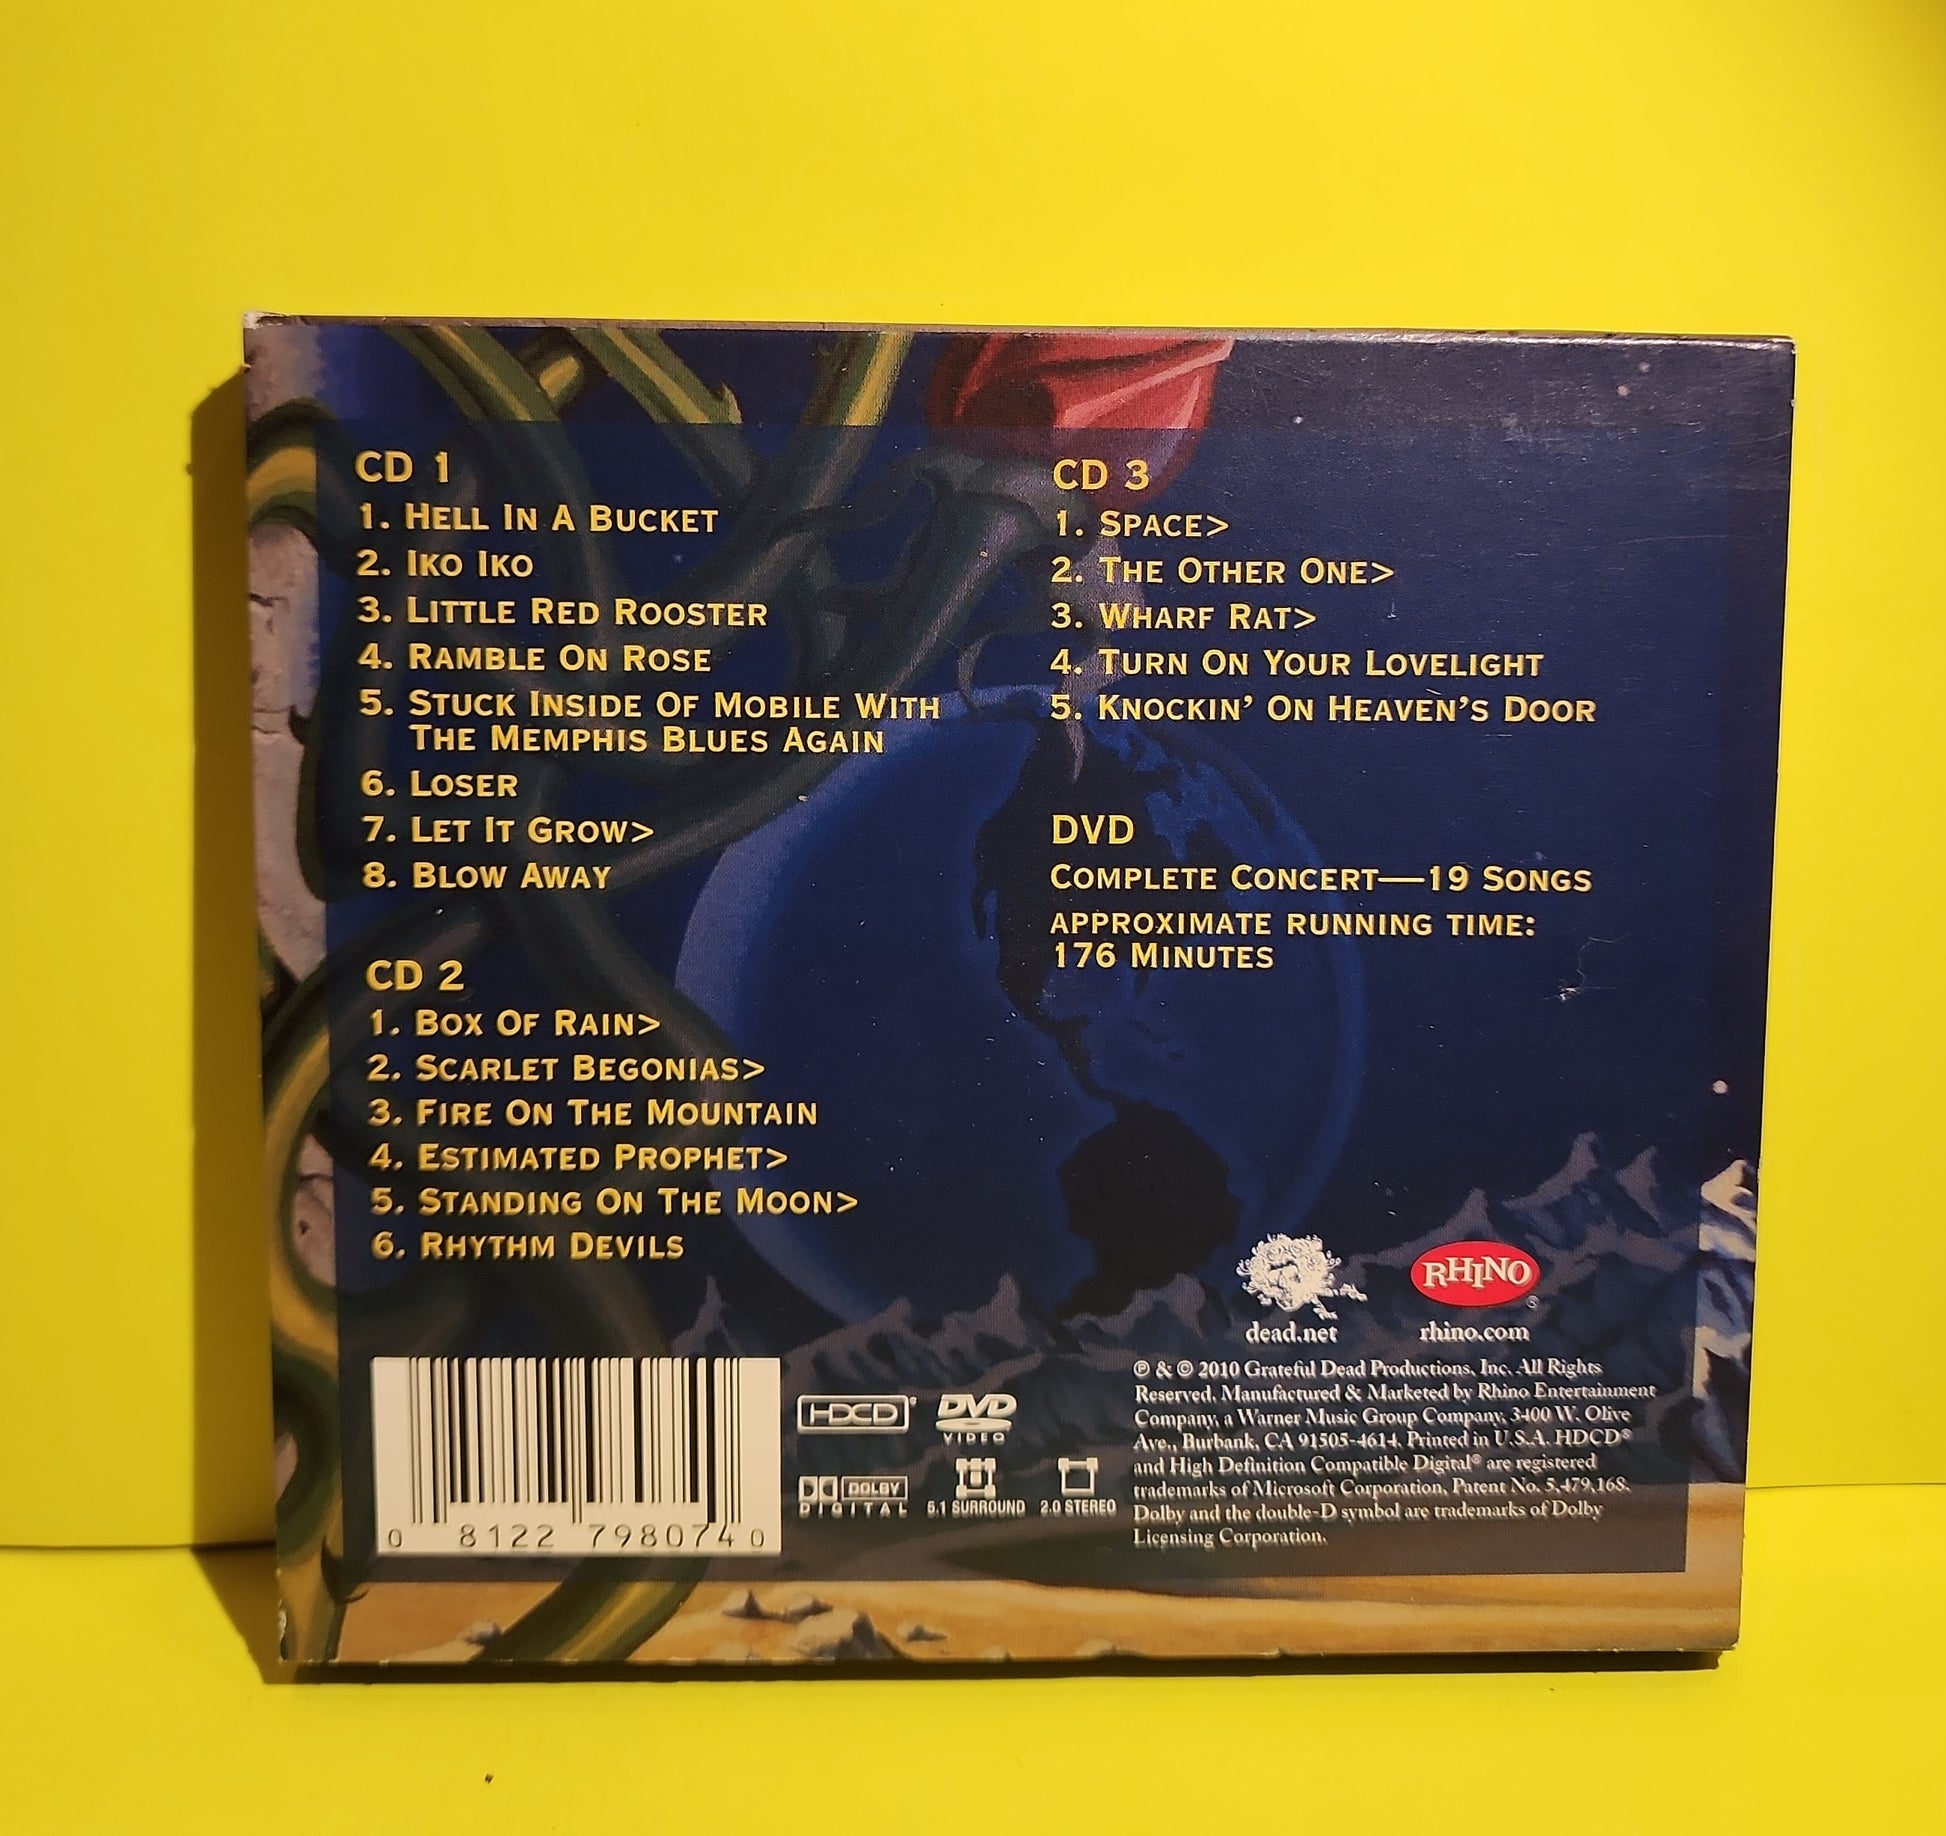 CD 1
1. Hell In A Bucket
2. Iko Iko
3. Little Red Rooster
4. Ramble On Rose
5. Stuck Inside Of Mobile With
The Memphis Blues Again
6. Loser
7. Let It Grow>
8. Blow Away
CD 2
1. Box Of Rain>
2. Scarlet Begonias>
3. Fire On The Mountain
4. Estimated Prophet>
5. Standing On The Moon>
6. Rhythm Devils
CD 3
1. Space>
2. The Other One>
3. Wharf Rat>
4. Turn On Your Lovelight
5. Knockin' On Heaven's Door
DVD
Complete Concert—19 Songs
approximate running time:
176 Minutes
dead.net
RHINO
rhino.com
0 8122 798074 0
HDCD®
DVD
VIDEO
DOLBY
DIGITAL
5.1 SURROUND
2.0 STEREO
℗ & © 2010 Grateful Dead Productions, Inc. All Rights
Reserved. Manufactured & Marketed by Rhino Entertainment
Company, a Warner Music Group Company, 3400 W. Olive
Ave., Burbank, CA 91505-4614. Printed in U.S.A. HDCD®
and High Definition Compatible Digital® are registered
trademarks of Microsoft Corporation, Patent No. 5,479,168.
Dolby and the double-D symbol are trademarks of Dolby
Licensing Corporation.